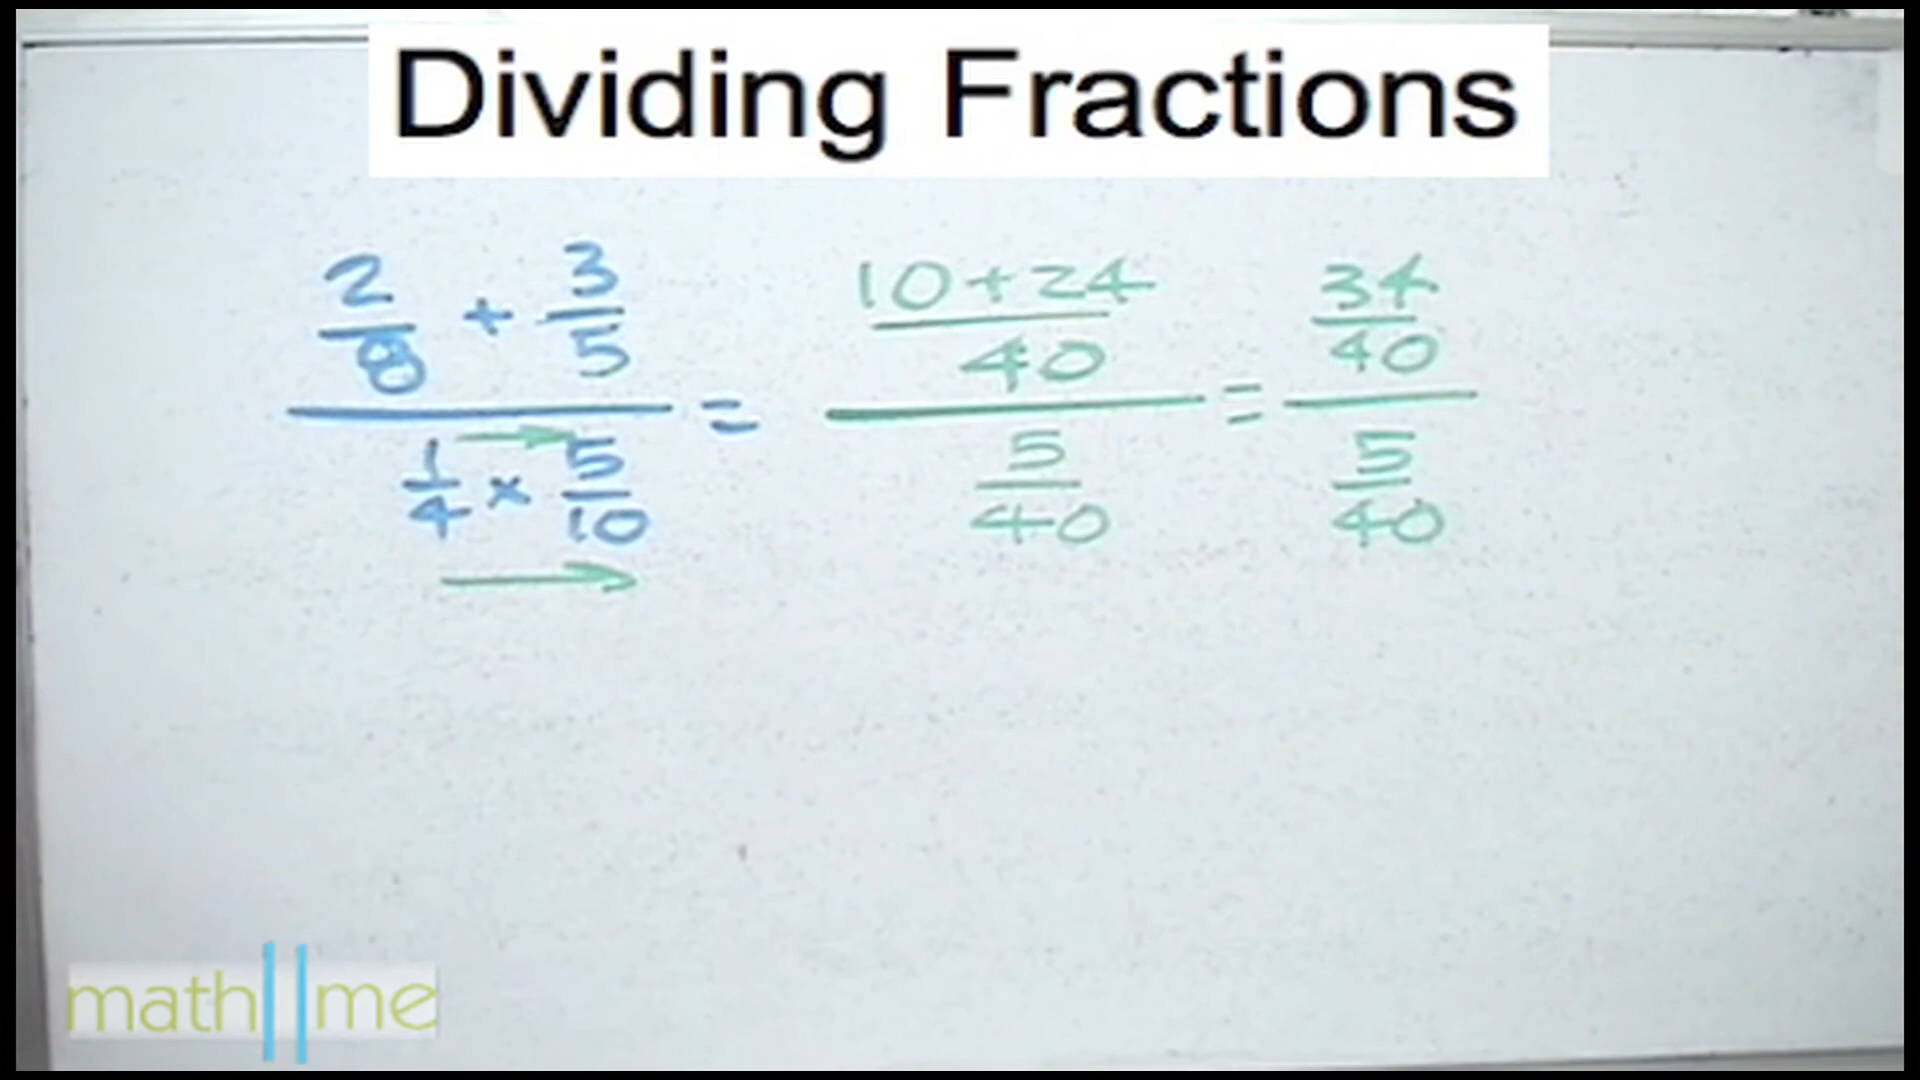 Dividing Fractions
2/8 + 3/5 = 10+24/40 = 34/40
1/4 × 5/10 5/40 5/40
math||me